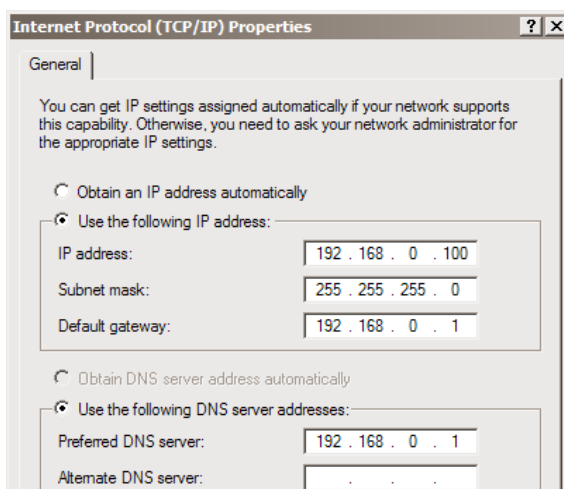 Internet Protocol (TCP/IP) Properties ? X
General
You can get IP settings assigned automatically if your network supports
this capability. Otherwise, you need to ask your network administrator for
the appropriate IP settings.
Obtain an IP address automatically
Use the following IP address:
IP address: 192 . 168 . 0 . 100
Subnet mask: 255 . 255 . 255 . 0
Default gateway: 192 . 168 . 0 . 1
Obtain DNS server address automatically
Use the following DNS server addresses:
Preferred DNS server: 192 . 168 . 0 . 1
Alternate DNS server: . . .